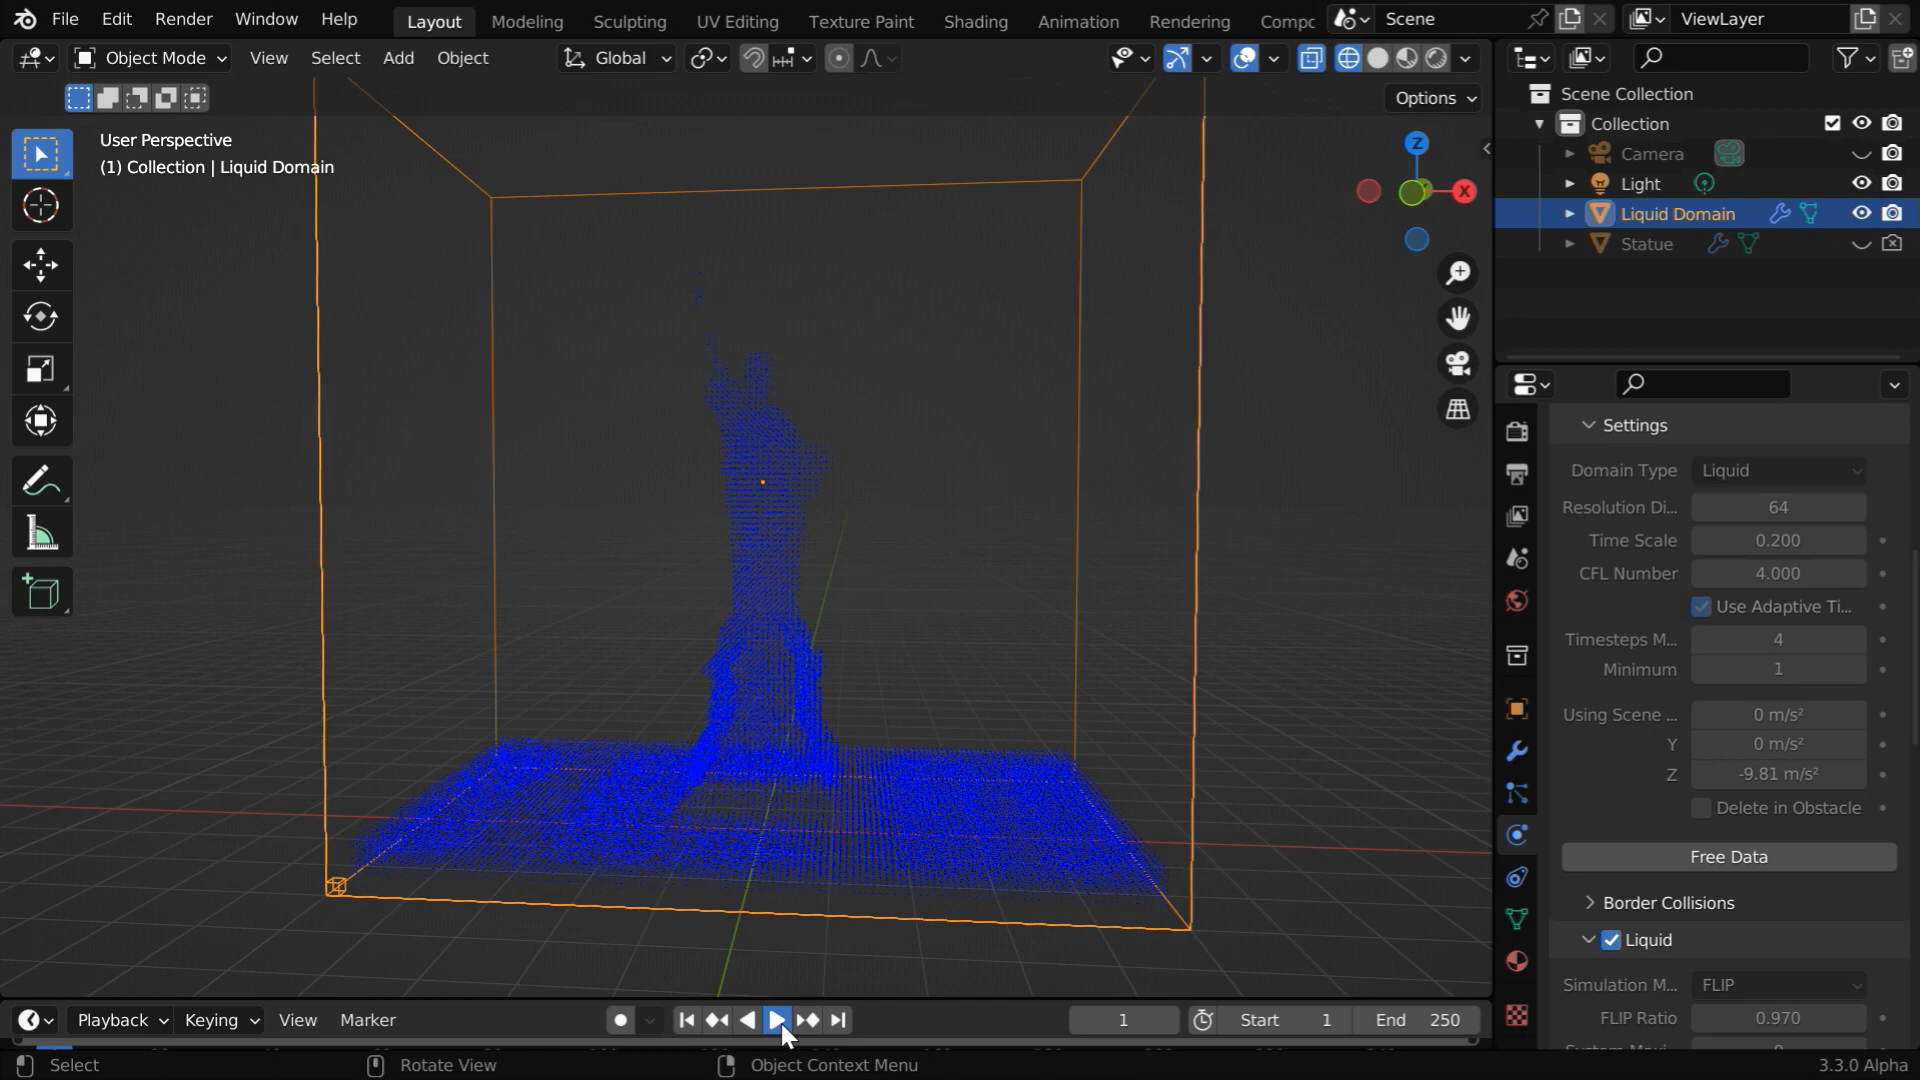 File Edit Render Window Help Layout Modeling Sculpting UV Editing Texture Paint Shading Animation Rendering Compc Scene ViewLayer
Object Mode View Select Add Object Global
Options
User Perspective
(1) Collection | Liquid Domain
Z
X
Scene Collection
Collection
Camera
Light
Liquid Domain
Statue
Settings
Domain Type Liquid
Resolution Di... 64
Time Scale 0.200
CFL Number 4.000
Use Adaptive Ti...
Timesteps M... 4
Minimum 1
Using Scene ... 0 m/s²
Y 0 m/s²
Z -9.81 m/s²
Delete in Obstacle
Free Data
Border Collisions
Liquid
Simulation M... FLIP
FLIP Ratio 0.970
Playback Keying View Marker 1 Start 1 End 250
Select Rotate View Object Context Menu 3.3.0 Alpha